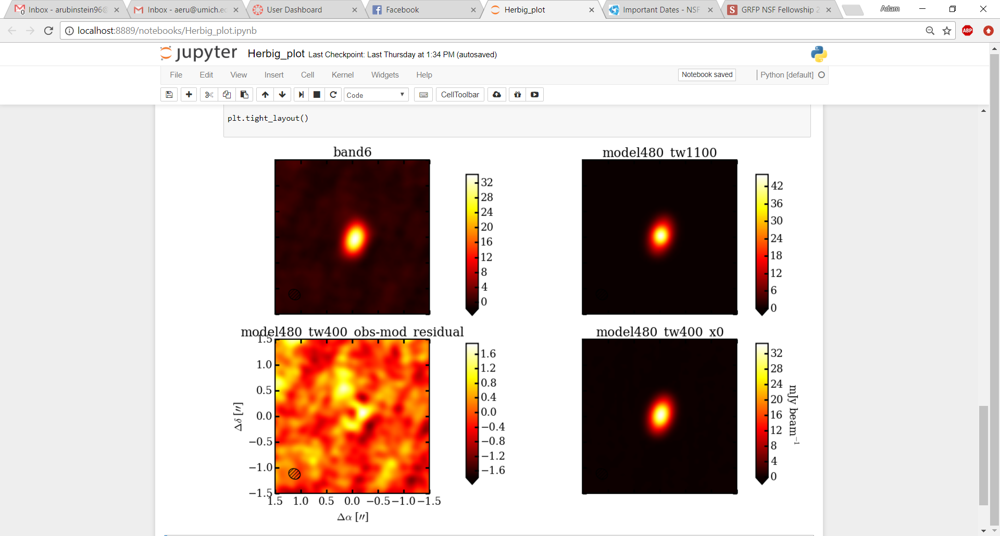 Inbox - arubinstein96@
Inbox - aeru@umich.ed
User Dashboard
Facebook
Herbig_plot
Important Dates - NSF
GRFP NSF Fellowship 2
Adam
localhost:8889/notebooks/Herbig_plot.ipynb
ABP
jupyter
Herbig_plot Last Checkpoint: Last Thursday at 1:34 PM (autosaved)
File Edit View Insert Cell Kernel Widgets Help
Notebook saved
Python [default]
Code
CellToolbar
plt.tight_layout()
band6
32
28
24
20
16
12
8
4
0
model480_tw1100
42
36
30
24
18
12
6
0
model480_tw400_obs-mod_residual
1.5
1.0
0.5
0.0
−0.5
−1.0
−1.5
Δδ [″]
1.5 1.0 0.5 0.0 −0.5 −1.0 −1.5
Δα [″]
1.6
1.2
0.8
0.4
0.0
−0.4
−0.8
−1.2
−1.6
model480_tw400_x0
32
28
24
20
16
12
8
4
0
mJy beam⁻¹